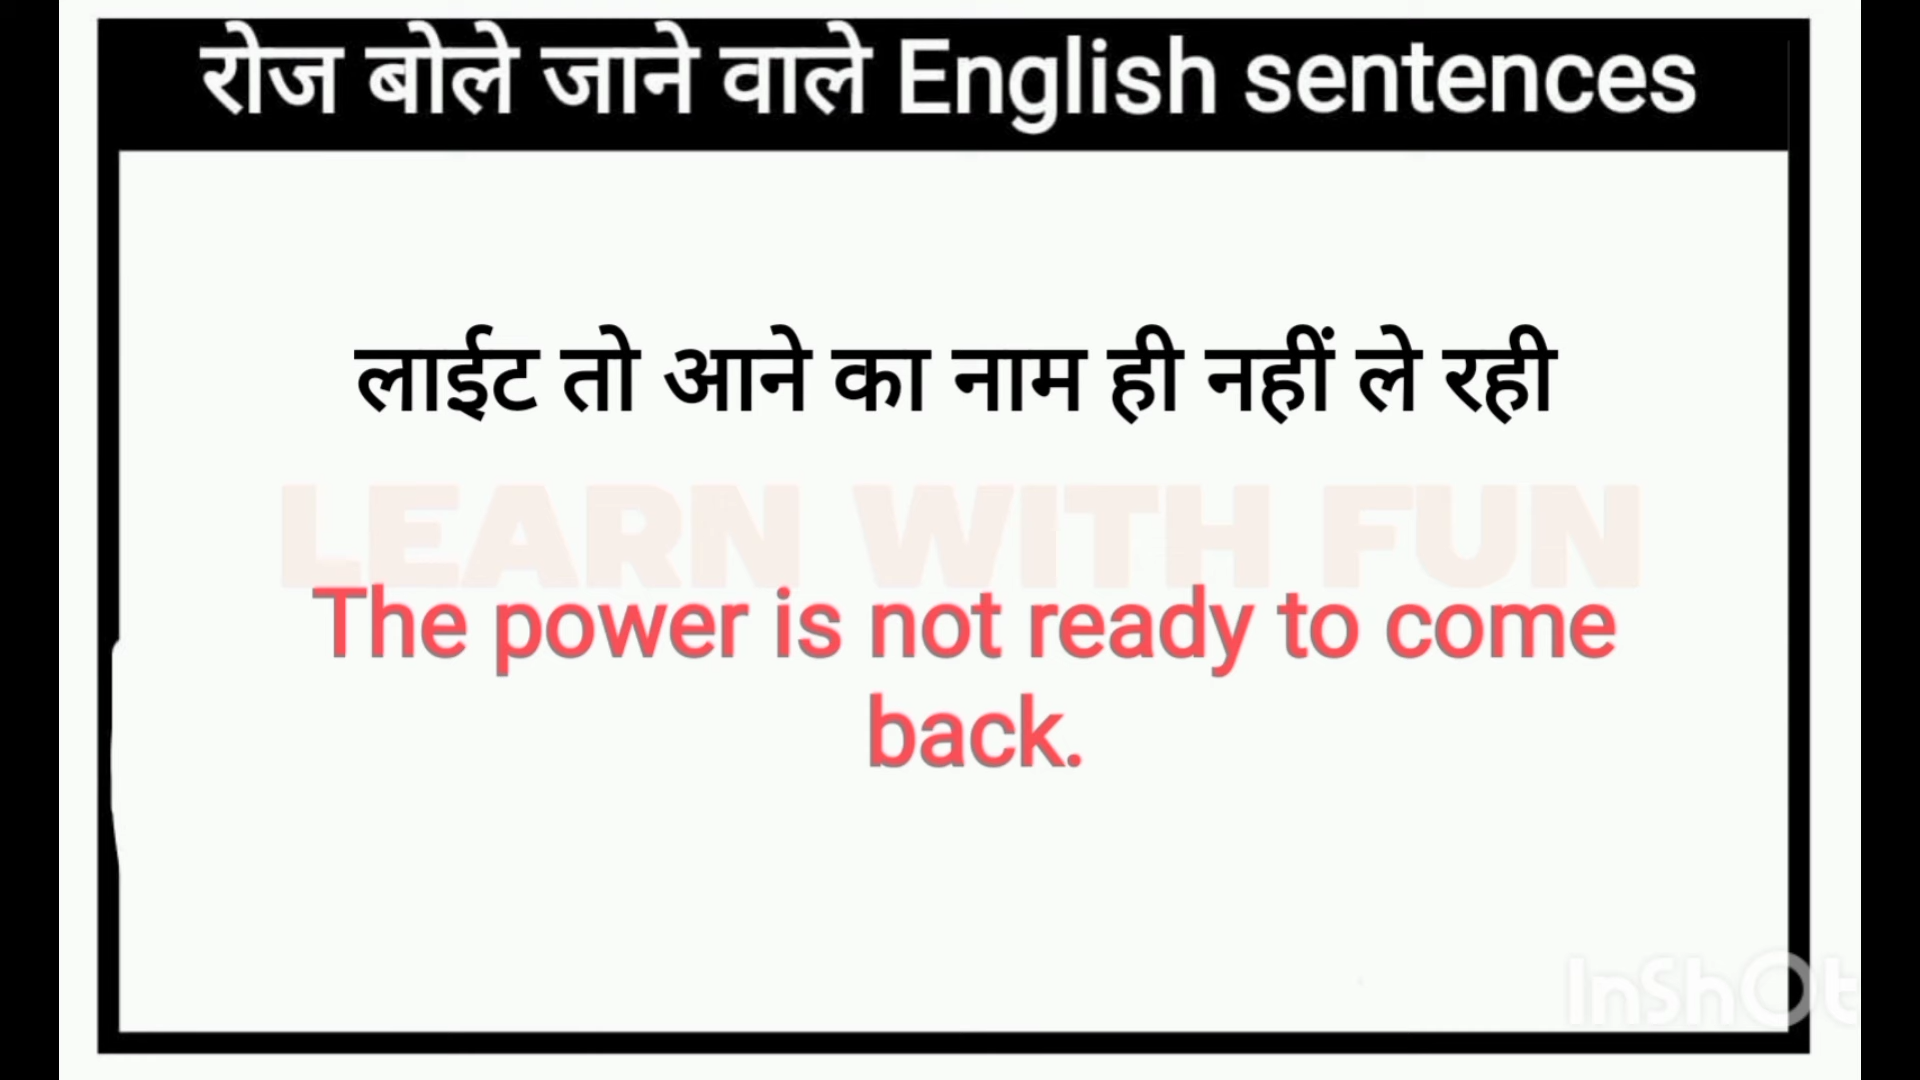 रोज बोले जाने वाले English sentences
लाईट तो आने का नाम ही नहीं ले रही
LEARN WITH FUN
The power is not ready to come
back.
InShOt